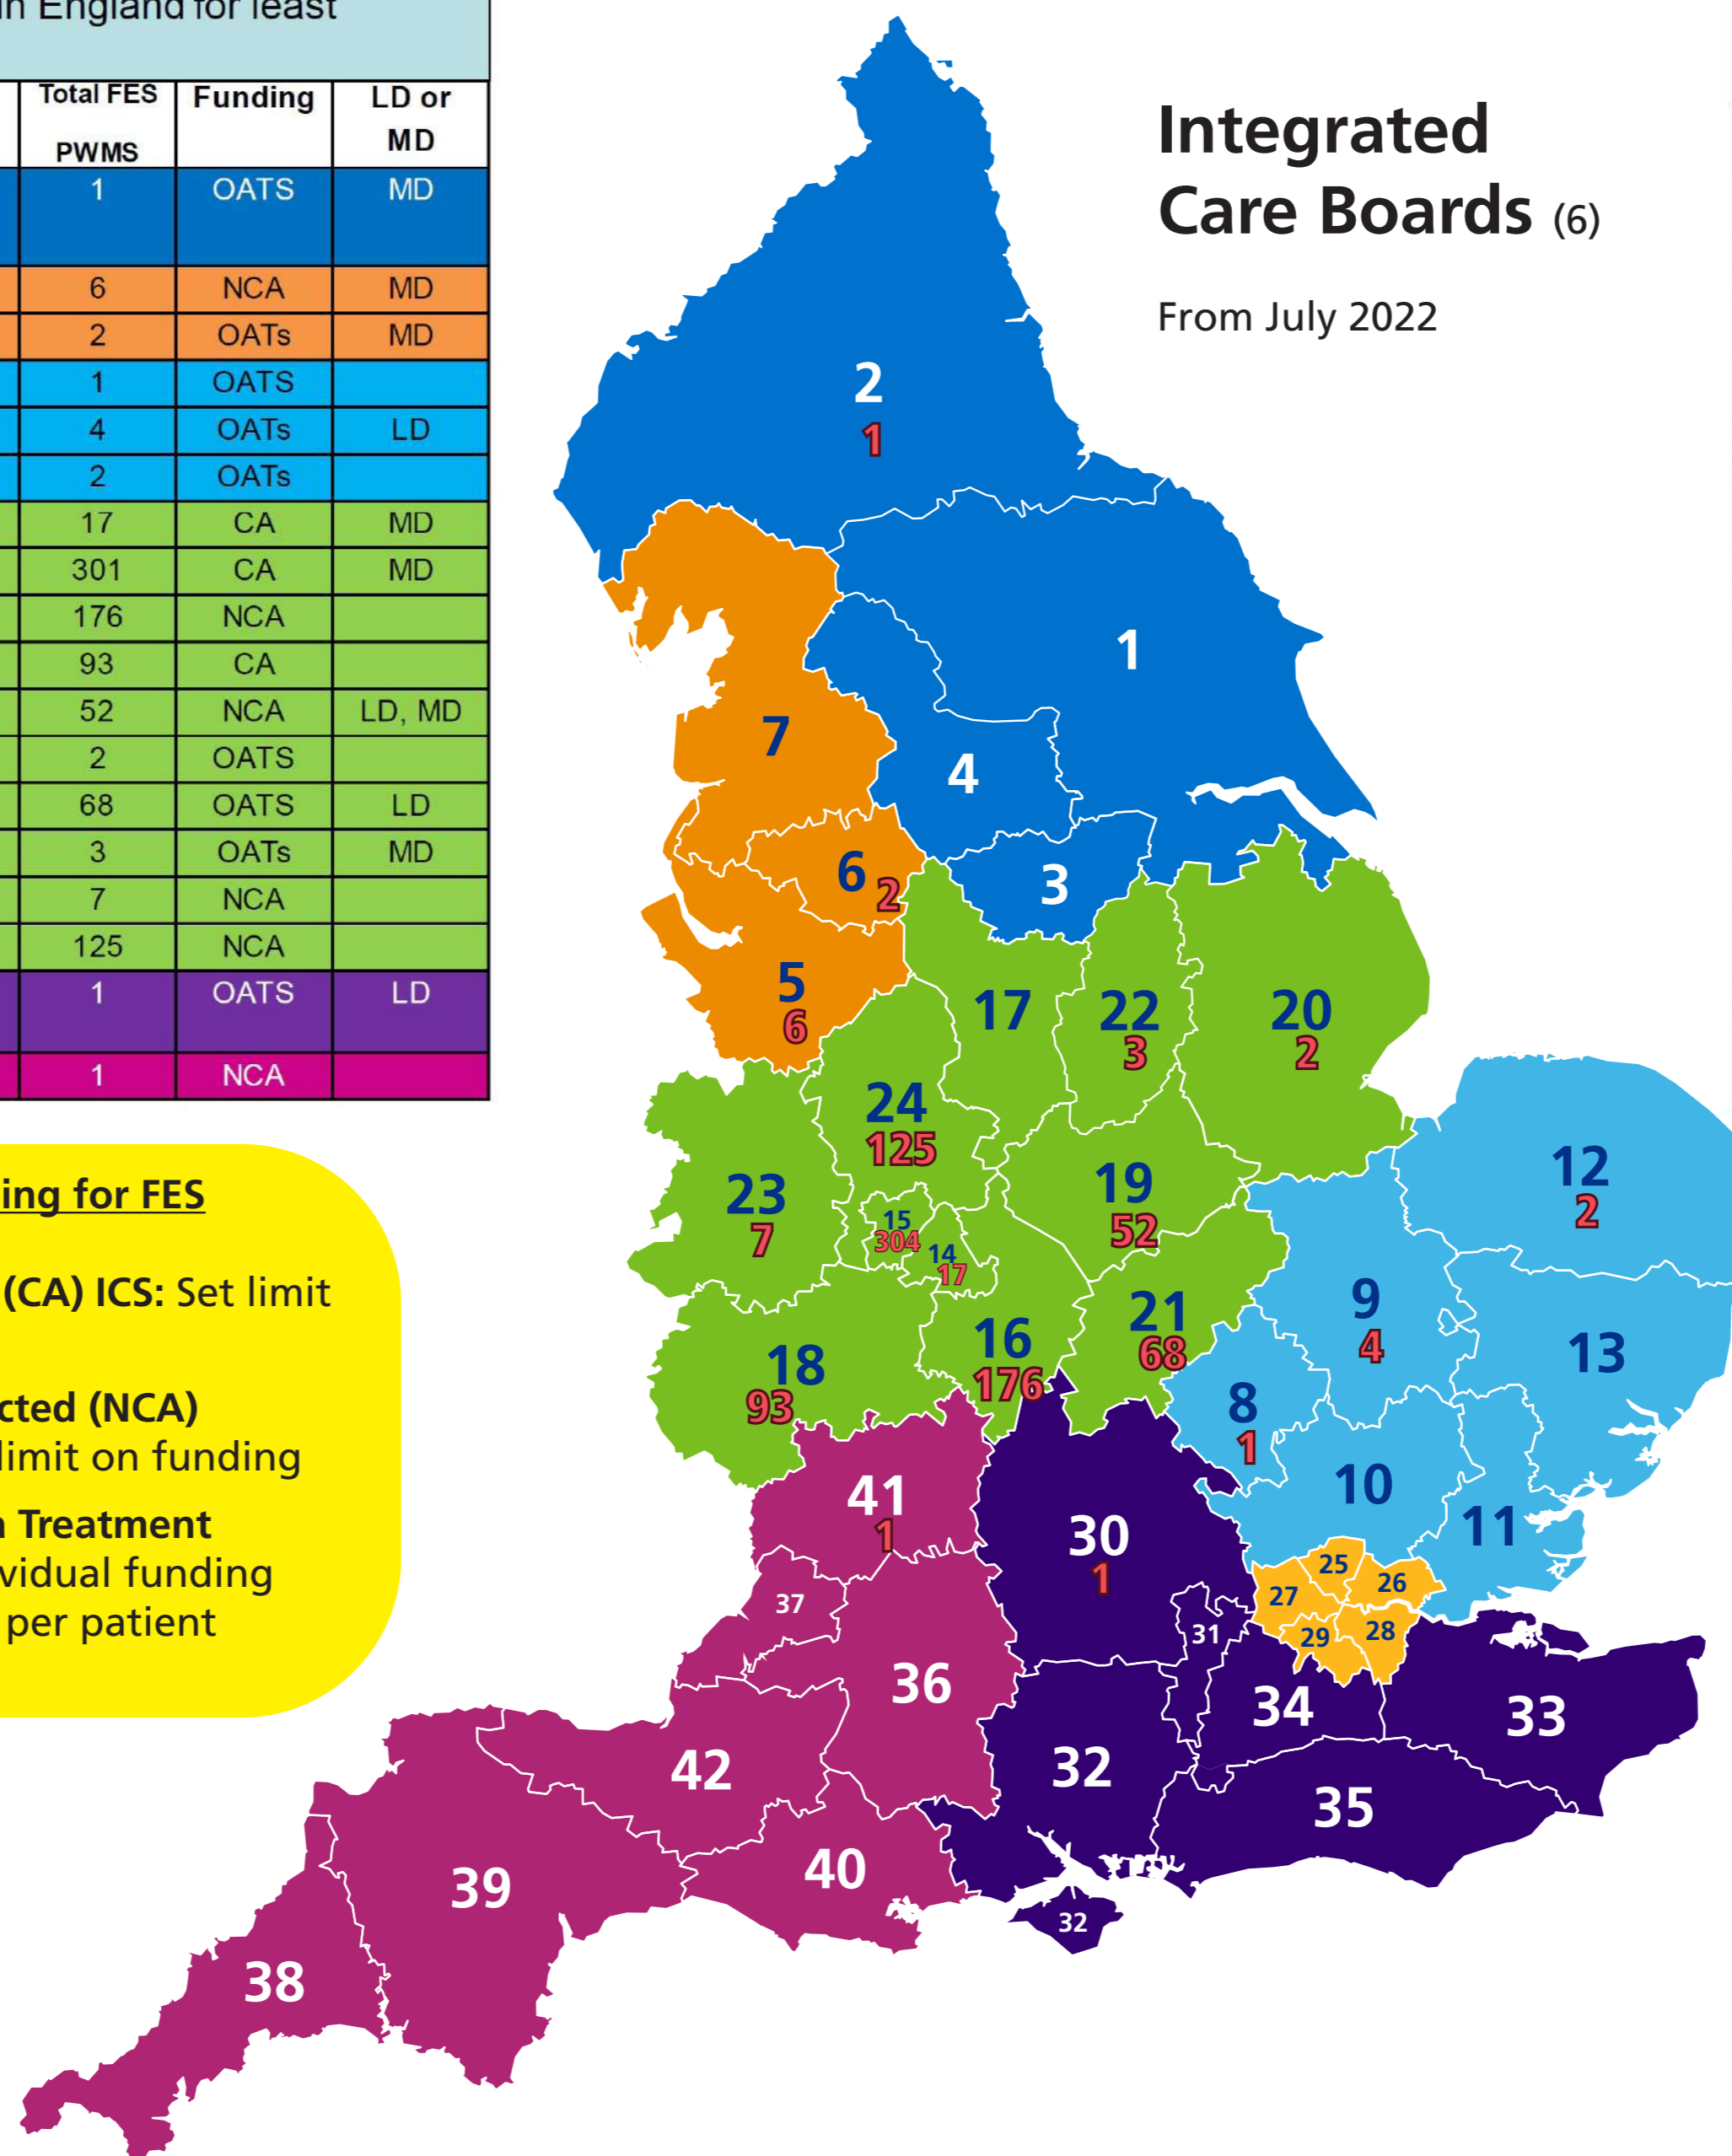 in England for least
Total FES PWMS Funding LD or MD
1 OATS MD
6 NCA MD
2 OATs MD
1 OATS
4 OATs LD
2 OATs
17 CA MD
301 CA MD
176 NCA
93 CA
52 NCA LD, MD
2 OATS
68 OATS LD
3 OATs MD
7 NCA
125 NCA
1 OATS LD
1 NCA
ing for FES
(CA) ICS: Set limit
cted (NCA)
limit on funding
Treatment
vidual funding
per patient
Integrated
Care Boards (6)
From July 2022
2
1
1
7
4
6 2
3
5
6
17
22
3
20
2
24
125
12
2
23
7
19
52
15
304
14
17
9
4
13
21
68
16
176
18
93
8
1
10
11
41
1
30
1
25
26
27
37
31
29
28
36
34
33
42
32
35
40
39
32
38